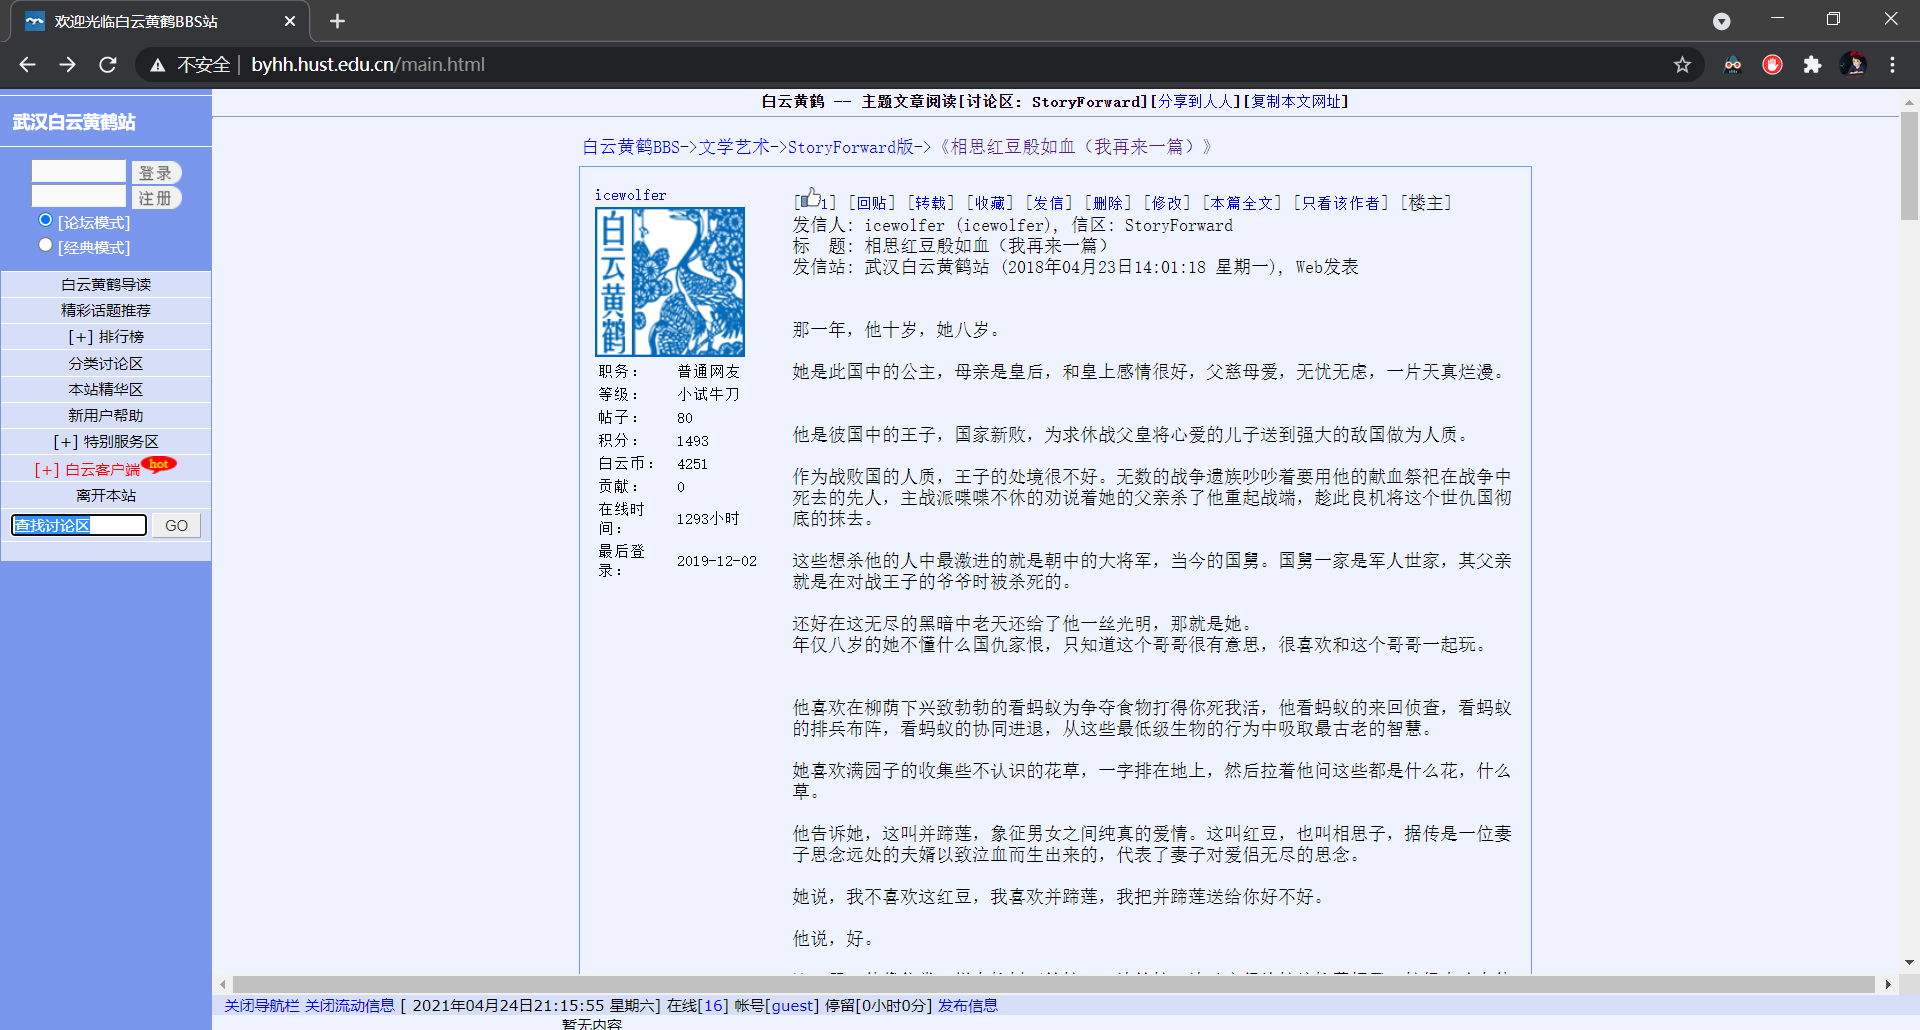 欢迎光临白云黄鹤BBS站
不安全 | byhh.hust.edu.cn/main.html
武汉白云黄鹤站
登录
注册
[论坛模式]
[经典模式]
白云黄鹤导读
精彩话题推荐
[+] 排行榜
分类讨论区
本站精华区
新用户帮助
[+] 特别服务区
[+] 白云客户端 hot
离开本站
查找讨论区 GO
白云黄鹤 -- 主题文章阅读[讨论区: StoryForward][分享到人人][复制本文网址]
白云黄鹤BBS->文学艺术->StoryForward版->《相思红豆殷如血（我再来一篇）》
icewolfer
白云黄鹤
职务： 普通网友
等级： 小试牛刀
帖子： 80
积分： 1493
白云币： 4251
贡献： 0
在线时间： 1293小时
最后登录： 2019-12-02
[1] [回贴] [转载] [收藏] [发信] [删除] [修改] [本篇全文] [只看该作者] [楼主]
发信人: icewolfer (icewolfer), 信区: StoryForward
标　题: 相思红豆殷如血（我再来一篇）
发信站: 武汉白云黄鹤站 (2018年04月23日14:01:18 星期一), Web发表
那一年，他十岁，她八岁。
她是此国中的公主，母亲是皇后，和皇上感情很好，父慈母爱，无忧无虑，一片天真烂漫。
他是彼国中的王子，国家新败，为求休战父皇将心爱的儿子送到强大的敌国做为人质。
作为战败国的人质，王子的处境很不好。无数的战争遗族吵吵着要用他的献血祭祀在战争中
死去的先人，主战派喋喋不休的劝说着她的父亲杀了他重起战端，趁此良机将这个世仇国彻
底的抹去。
这些想杀他的人中最激进的就是朝中的大将军，当今的国舅。国舅一家是军人世家，其父亲
就是在对战王子的爷爷时被杀死的。
还好在这无尽的黑暗中老天还给了他一丝光明，那就是她。
年仅八岁的她不懂什么国仇家恨，只知道这个哥哥很有意思，很喜欢和这个哥哥一起玩。
他喜欢在柳荫下兴致勃勃的看蚂蚁为争夺食物打得你死我活，他看蚂蚁的来回侦查，看蚂蚁
的排兵布阵，看蚂蚁的协同进退，从这些最低级生物的行为中吸取最古老的智慧。
她喜欢满园子的收集些不认识的花草，一字排在地上，然后拉着他问这些都是什么花，什么
草。
他告诉她，这叫并蹄莲，象征男女之间纯真的爱情。这叫红豆，也叫相思子，据传是一位妻
子思念远处的夫婿以致泣血而生出来的，代表了妻子对爱侣无尽的思念。
她说，我不喜欢这红豆，我喜欢并蹄莲，我把并蹄莲送给你好不好。
他说，好。
关闭导航栏 关闭流动信息 [ 2021年04月24日21:15:55 星期六] 在线[16] 帐号[guest] 停留[0小时0分] 发布信息
暂无内容